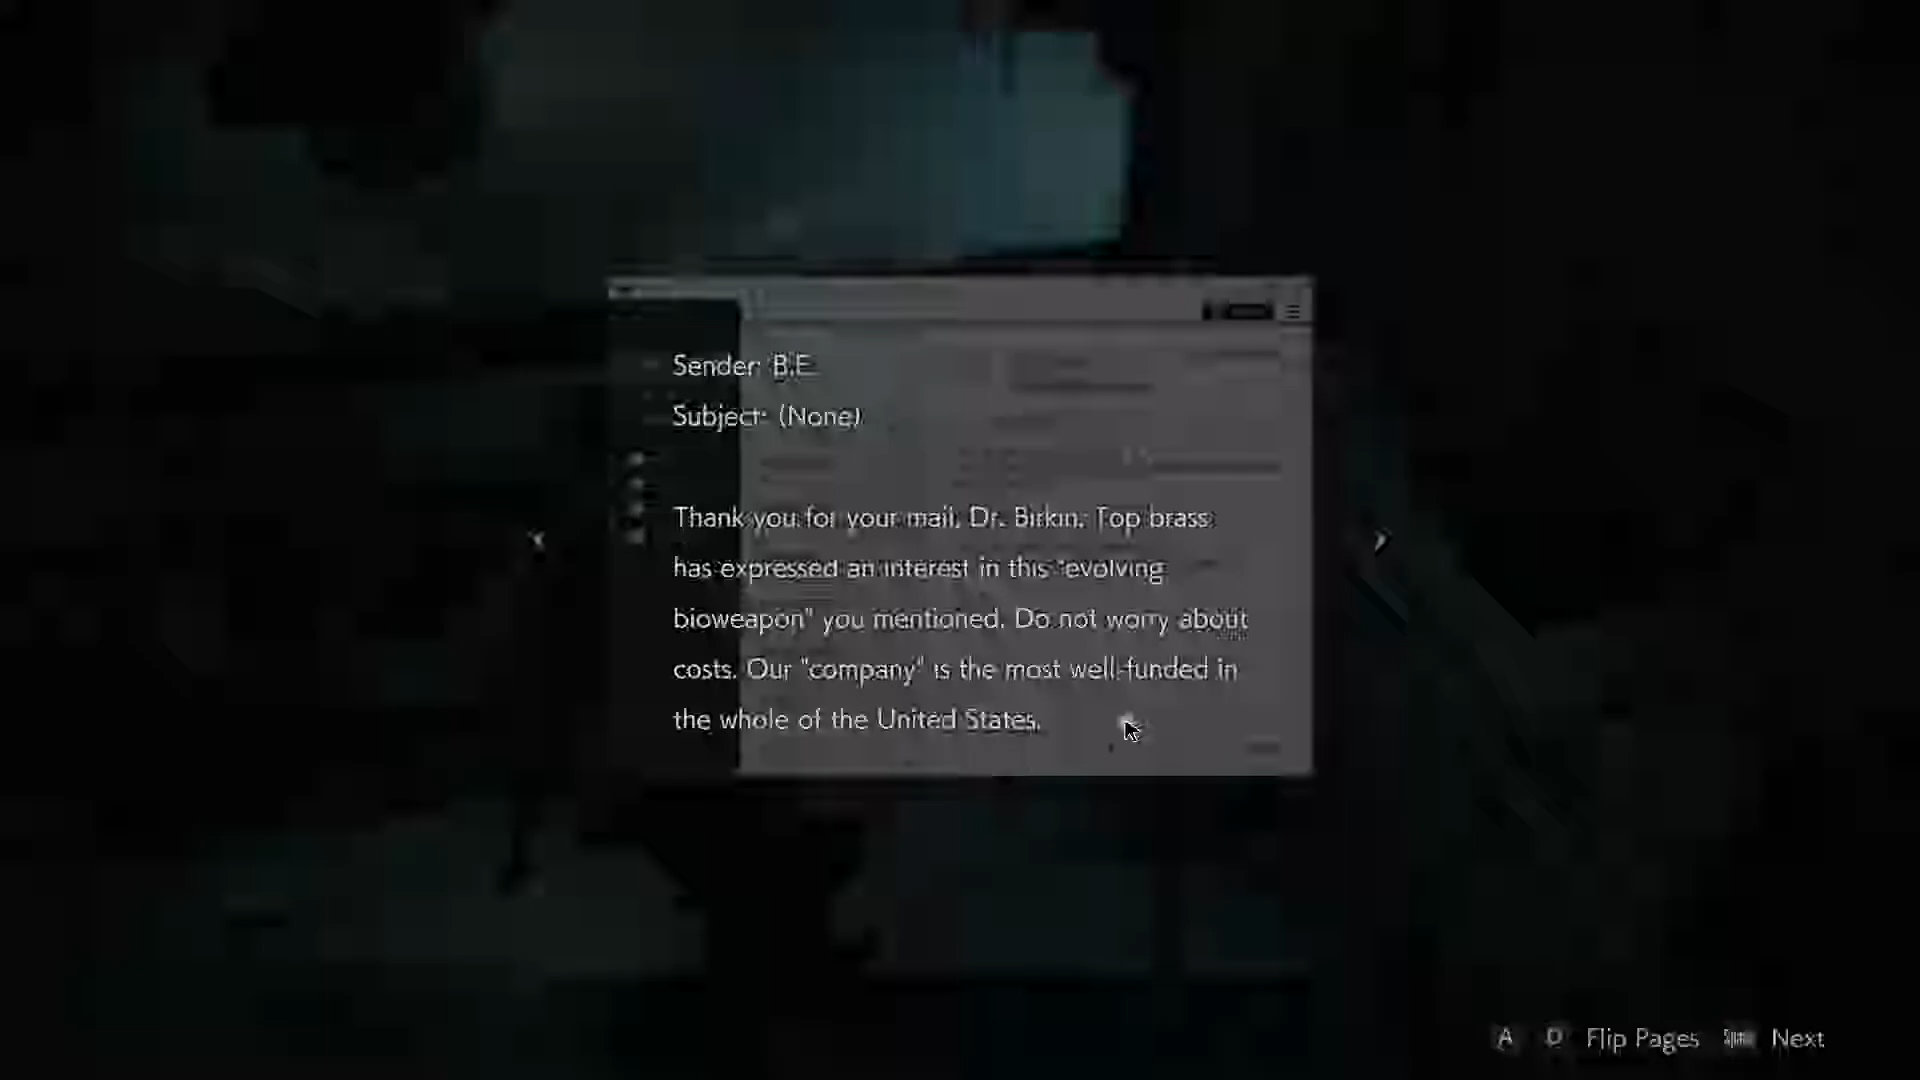 Sender: B.E.
Subject: (None)
Thank you for your mail, Dr. Birkin. Top brass
has expressed an interest in this "evolving
bioweapon" you mentioned. Do not worry about
costs. Our "company" is the most well-funded in
the whole of the United States.
A D Flip Pages Next